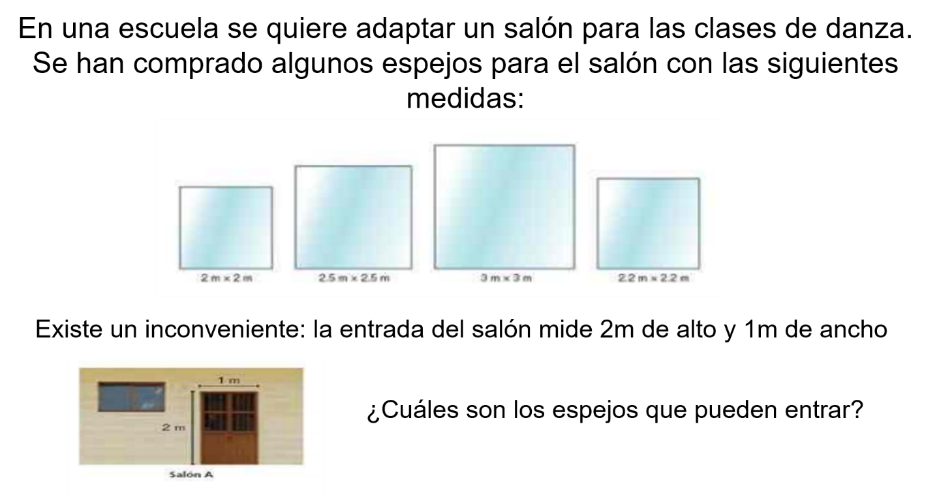 En una escuela se quiere adaptar un salón para las clases de danza.
Se han comprado algunos espejos para el salón con las siguientes
medidas:
2 m x 2 m
2.5 m x 2.5 m
3 m x 3 m
2.2 m x 2.2 m
Existe un inconveniente: la entrada del salón mide 2m de alto y 1m de ancho
1 m
2 m
Salón A
¿Cuáles son los espejos que pueden entrar?